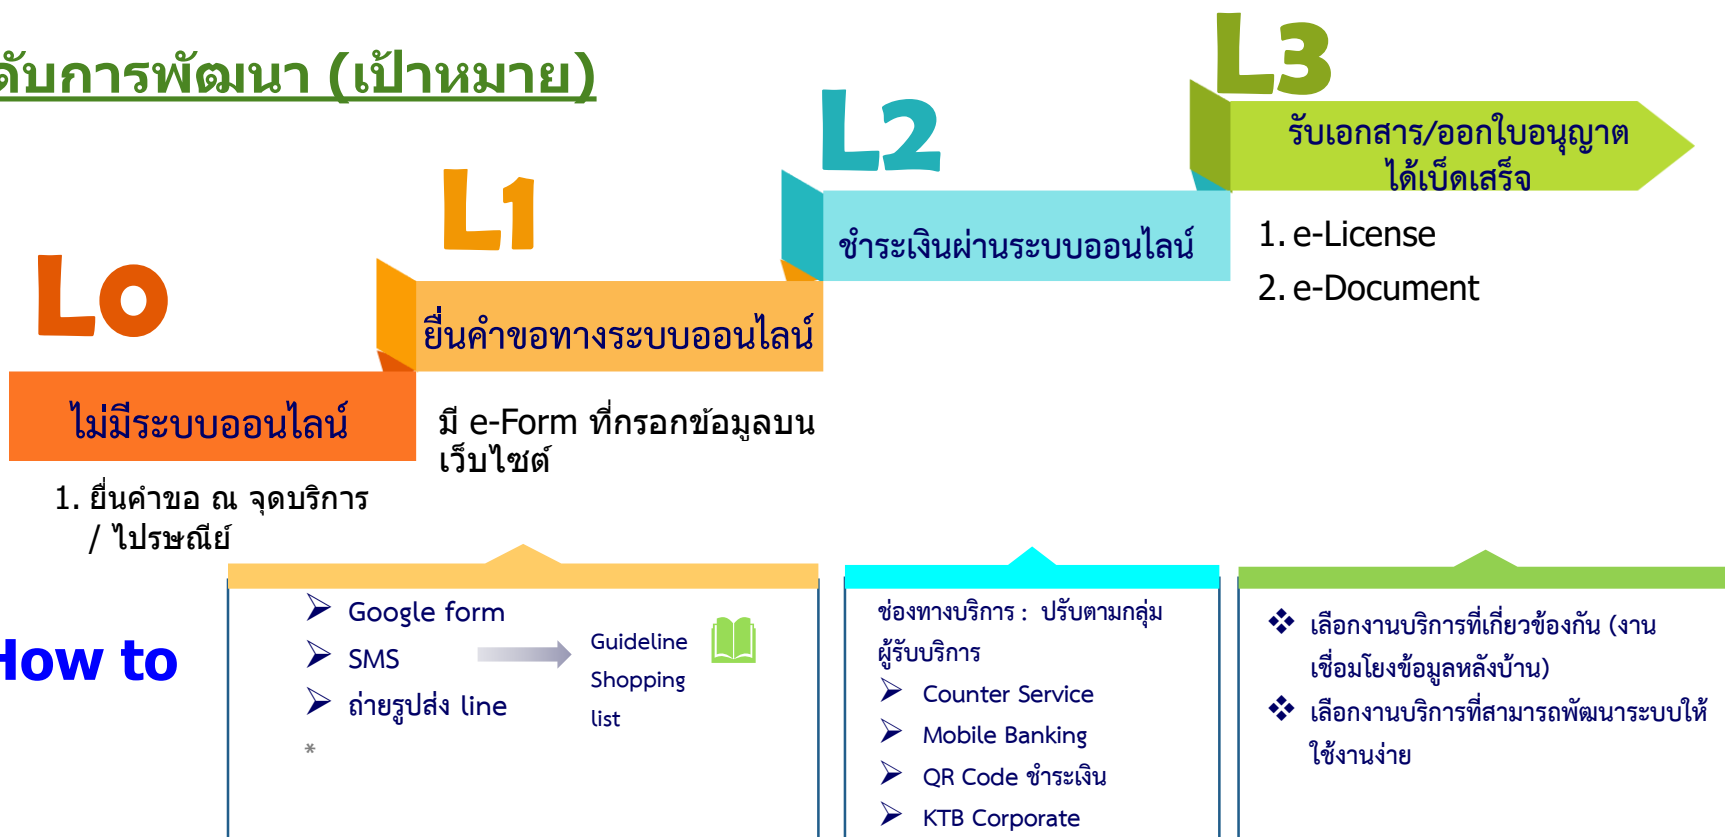 ดับการพัฒนา (เป้าหมาย)
L0
ไม่มีระบบออนไลน์
1. ยื่นคำขอ ณ จุดบริการ
/ ไปรษณีย์
L1
ยื่นคำขอทางระบบออนไลน์
มี e-Form ที่กรอกข้อมูลบน
เว็บไซต์
L2
ชำระเงินผ่านระบบออนไลน์
L3
รับเอกสาร/ออกใบอนุญาต
ได้เบ็ดเสร็จ
1. e-License
2. e-Document
How to
➢ Google form
➢ SMS
➢ ถ่ายรูปส่ง line
*
Guideline
Shopping
list
ช่องทางบริการ : ปรับตามกลุ่ม
ผู้รับบริการ
➢ Counter Service
➢ Mobile Banking
➢ QR Code ชำระเงิน
➢ KTB Corporate
❖ เลือกงานบริการที่เกี่ยวข้องกัน (งาน
เชื่อมโยงข้อมูลหลังบ้าน)
❖ เลือกงานบริการที่สามารถพัฒนาระบบให้
ใช้งานง่าย